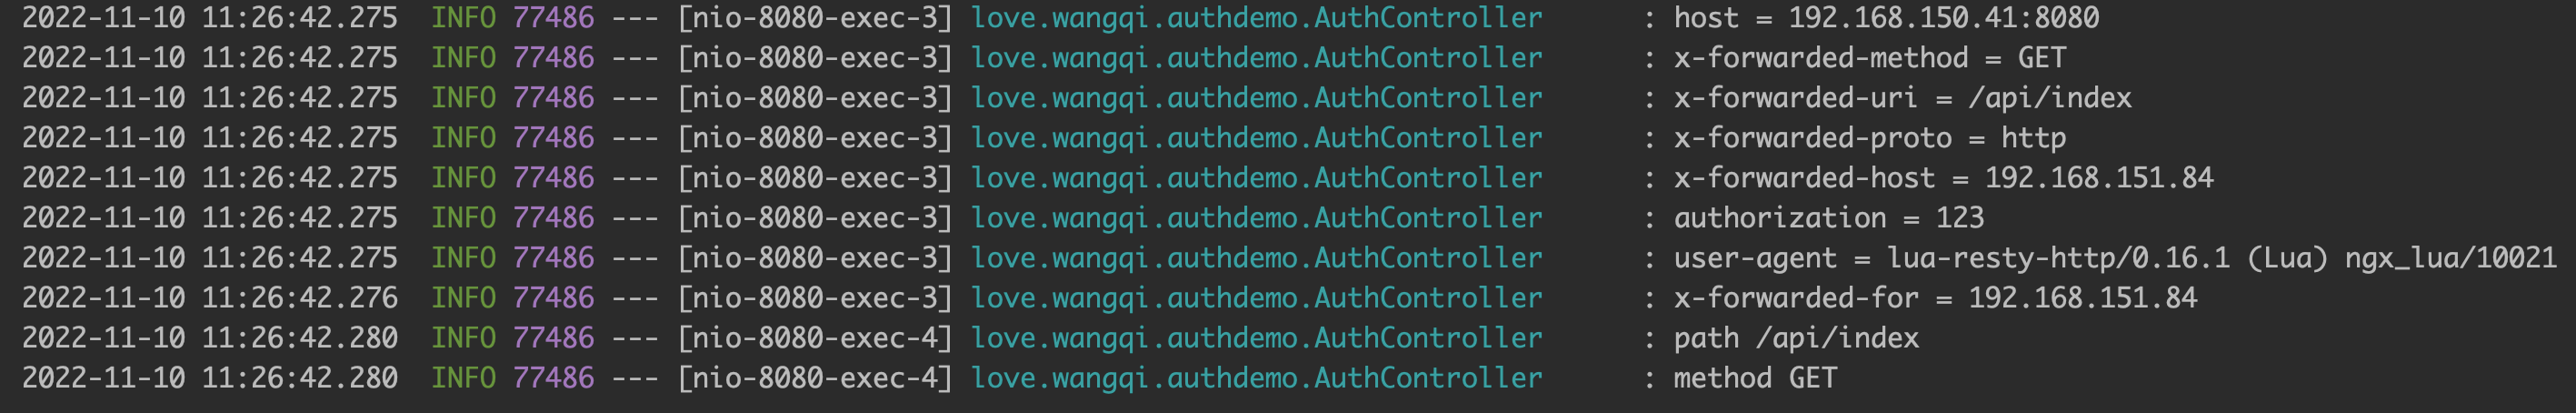 2022-11-10 11:26:42.275  INFO 77486 --- [nio-8080-exec-3] love.wangqi.authdemo.AuthController      : host = 192.168.150.41:8080
2022-11-10 11:26:42.275  INFO 77486 --- [nio-8080-exec-3] love.wangqi.authdemo.AuthController      : x-forwarded-method = GET
2022-11-10 11:26:42.275  INFO 77486 --- [nio-8080-exec-3] love.wangqi.authdemo.AuthController      : x-forwarded-uri = /api/index
2022-11-10 11:26:42.275  INFO 77486 --- [nio-8080-exec-3] love.wangqi.authdemo.AuthController      : x-forwarded-proto = http
2022-11-10 11:26:42.275  INFO 77486 --- [nio-8080-exec-3] love.wangqi.authdemo.AuthController      : x-forwarded-host = 192.168.151.84
2022-11-10 11:26:42.275  INFO 77486 --- [nio-8080-exec-3] love.wangqi.authdemo.AuthController      : authorization = 123
2022-11-10 11:26:42.275  INFO 77486 --- [nio-8080-exec-3] love.wangqi.authdemo.AuthController      : user-agent = lua-resty-http/0.16.1 (Lua) ngx_lua/10021
2022-11-10 11:26:42.276  INFO 77486 --- [nio-8080-exec-3] love.wangqi.authdemo.AuthController      : x-forwarded-for = 192.168.151.84
2022-11-10 11:26:42.280  INFO 77486 --- [nio-8080-exec-4] love.wangqi.authdemo.AuthController      : path /api/index
2022-11-10 11:26:42.280  INFO 77486 --- [nio-8080-exec-4] love.wangqi.authdemo.AuthController      : method GET